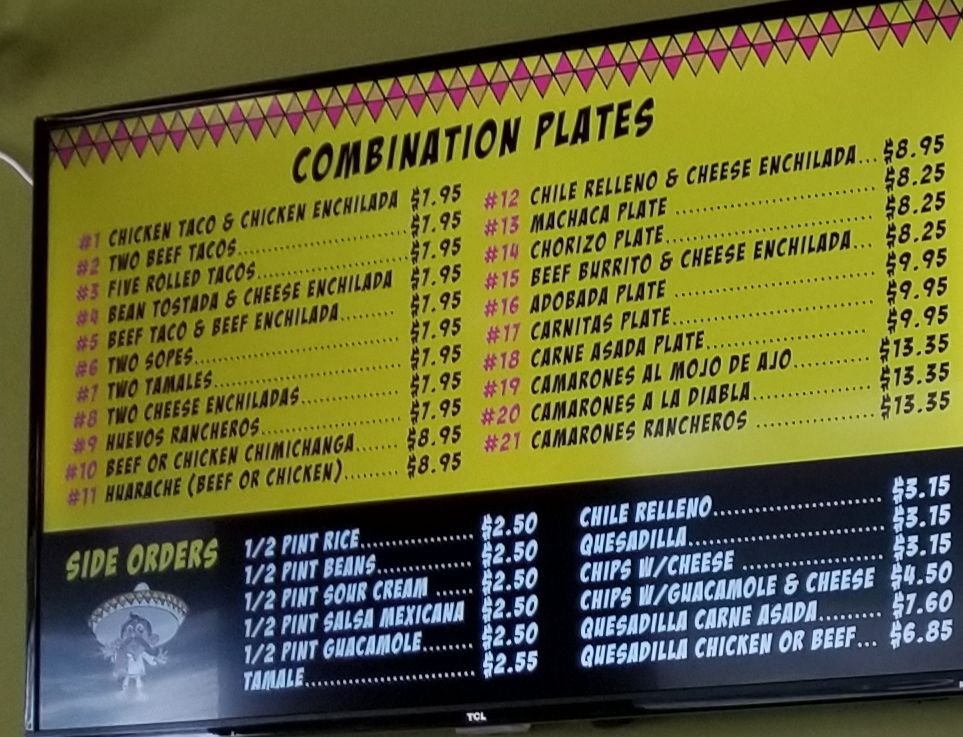 COMBINATION PLATES
#1 CHICKEN TACO & CHICKEN ENCHILADA $7.95
#2 TWO BEEF TACOS $7.95
#3 FIVE ROLLED TACOS $7.95
#4 BEAN TOSTADA & CHEESE ENCHILADA $7.95
#5 BEEF TACO & BEEF ENCHILADA $7.95
#6 TWO SOPES $7.95
#7 TWO TAMALES $7.95
#8 TWO CHEESE ENCHILADAS $7.95
#9 HUEVOS RANCHEROS $7.95
#10 BEEF OR CHICKEN CHIMICHANGA $8.95
#11 HUARACHE (BEEF OR CHICKEN) $8.95
#12 CHILE RELLENO & CHEESE ENCHILADA... $8.95
#13 MACHACA PLATE $8.25
#14 CHORIZO PLATE $8.25
#15 BEEF BURRITO & CHEESE ENCHILADA... $8.25
#16 ADOBADA PLATE $9.95
#17 CARNITAS PLATE $9.95
#18 CARNE ASADA PLATE $9.95
#19 CAMARONES AL MOJO DE AJO $13.35
#20 CAMARONES A LA DIABLA $13.35
#21 CAMARONES RANCHEROS $13.35
SIDE ORDERS
1/2 PINT RICE $2.50
1/2 PINT BEANS $2.50
1/2 PINT SOUR CREAM $2.50
1/2 PINT SALSA MEXICANA $2.50
1/2 PINT GUACAMOLE $2.50
TAMALE $2.55
CHILE RELLENO $3.15
QUESADILLA $3.15
CHIPS W/CHEESE $3.15
CHIPS W/GUACAMOLE & CHEESE $4.50
QUESADILLA CARNE ASADA $7.60
QUESADILLA CHICKEN OR BEEF... $6.85
TCL